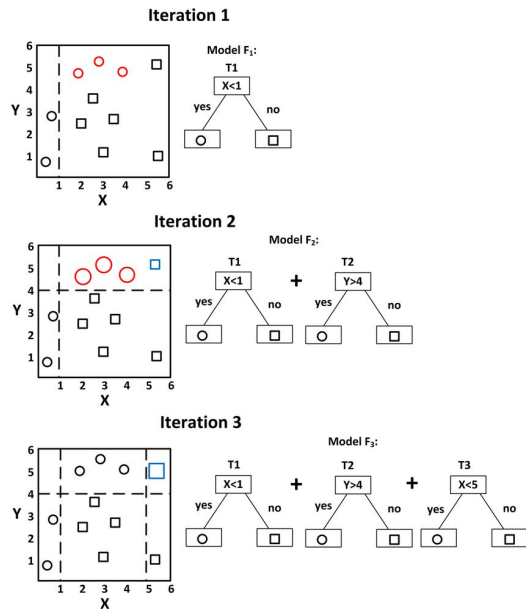 Iteration 1
Model F₁:
T1
X<1
yes
no
6
5
4
3
2
1
Y
1 2 3 4 5 6
X
Iteration 2
Model F₂:
T1 + T2
X<1 Y>4
yes no yes no
6
5
4
3
2
1
Y
1 2 3 4 5 6
X
Iteration 3
Model F₃:
T1 + T2 + T3
X<1 Y>4 X<5
yes no yes no yes no
6
5
4
3
2
1
Y
1 2 3 4 5 6
X